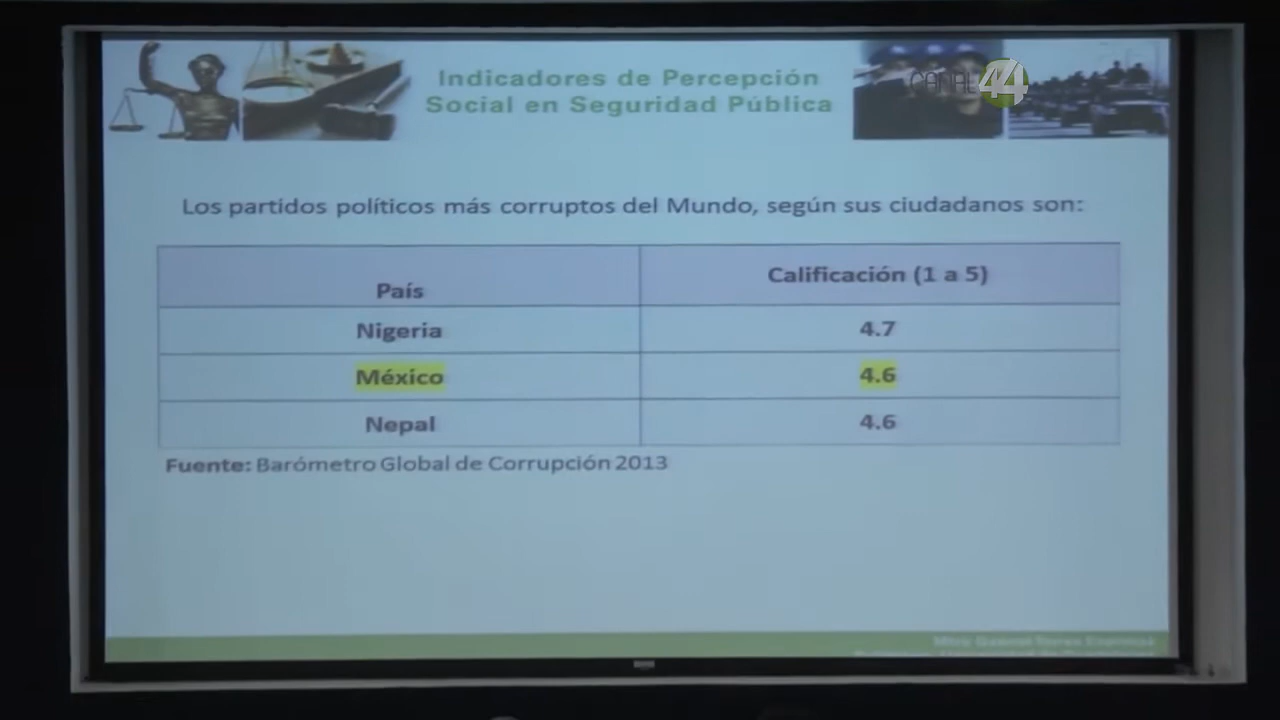 Indicadores de Percepción
Social en Seguridad Pública
CANAL 44
Los partidos políticos más corruptos del Mundo, según sus ciudadanos son:
País
Calificación (1 a 5)
Nigeria
4.7
México
4.6
Nepal
4.6
Fuente: Barómetro Global de Corrupción 2013